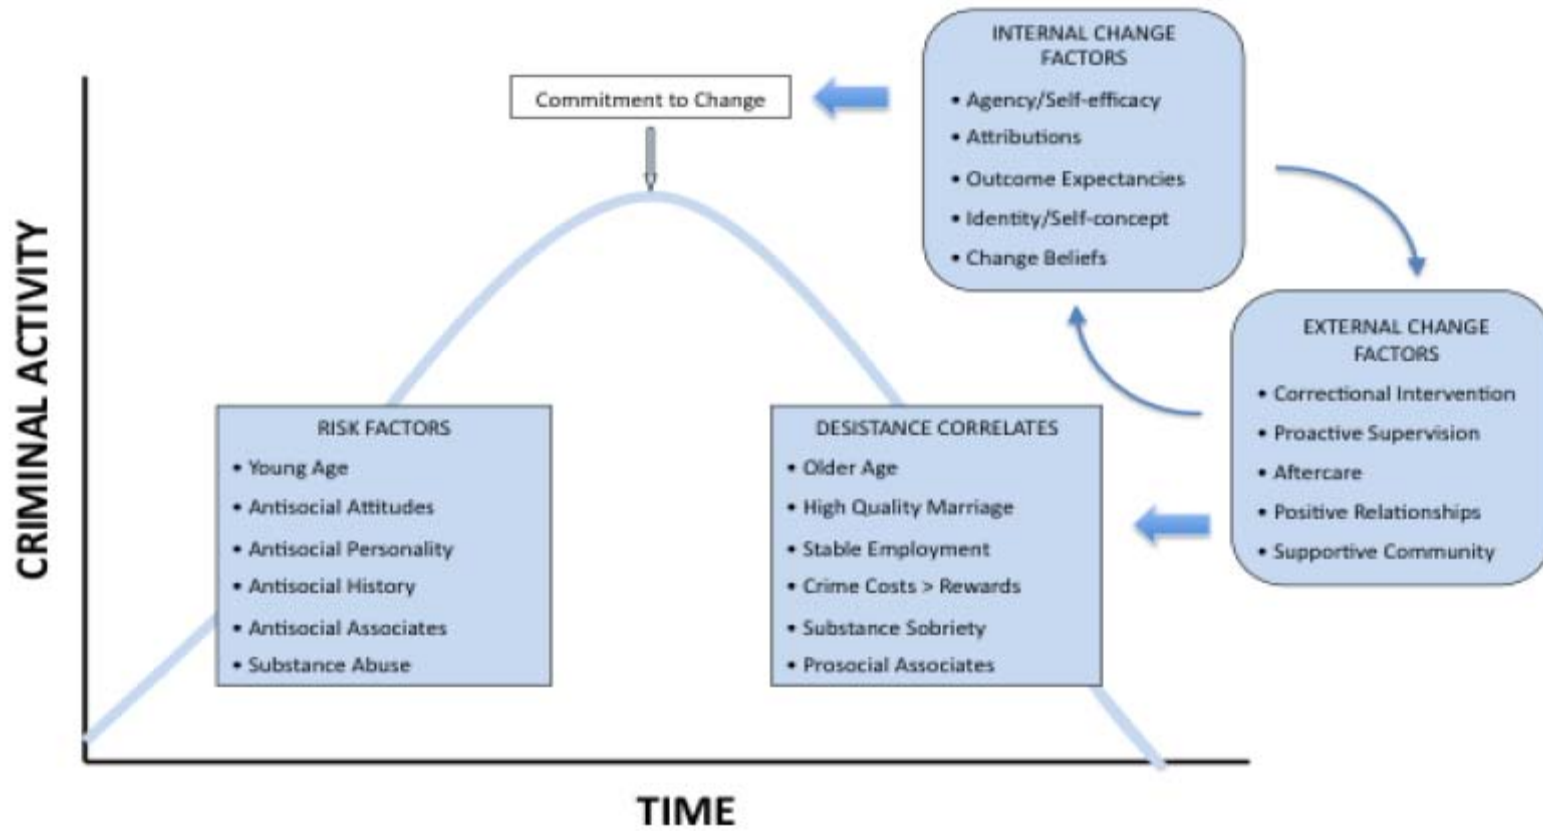 INTERNAL CHANGE
FACTORS
• Agency/Self-efficacy
• Attributions
• Outcome Expectancies
• Identity/Self-concept
• Change Beliefs
Commitment to Change
CRIMINAL ACTIVITY
EXTERNAL CHANGE
FACTORS
• Correctional Intervention
• Proactive Supervision
• Aftercare
• Positive Relationships
• Supportive Community
RISK FACTORS
• Young Age
• Antisocial Attitudes
• Antisocial Personality
• Antisocial History
• Antisocial Associates
• Substance Abuse
DESISTANCE CORRELATES
• Older Age
• High Quality Marriage
• Stable Employment
• Crime Costs > Rewards
• Substance Sobriety
• Prosocial Associates
TIME